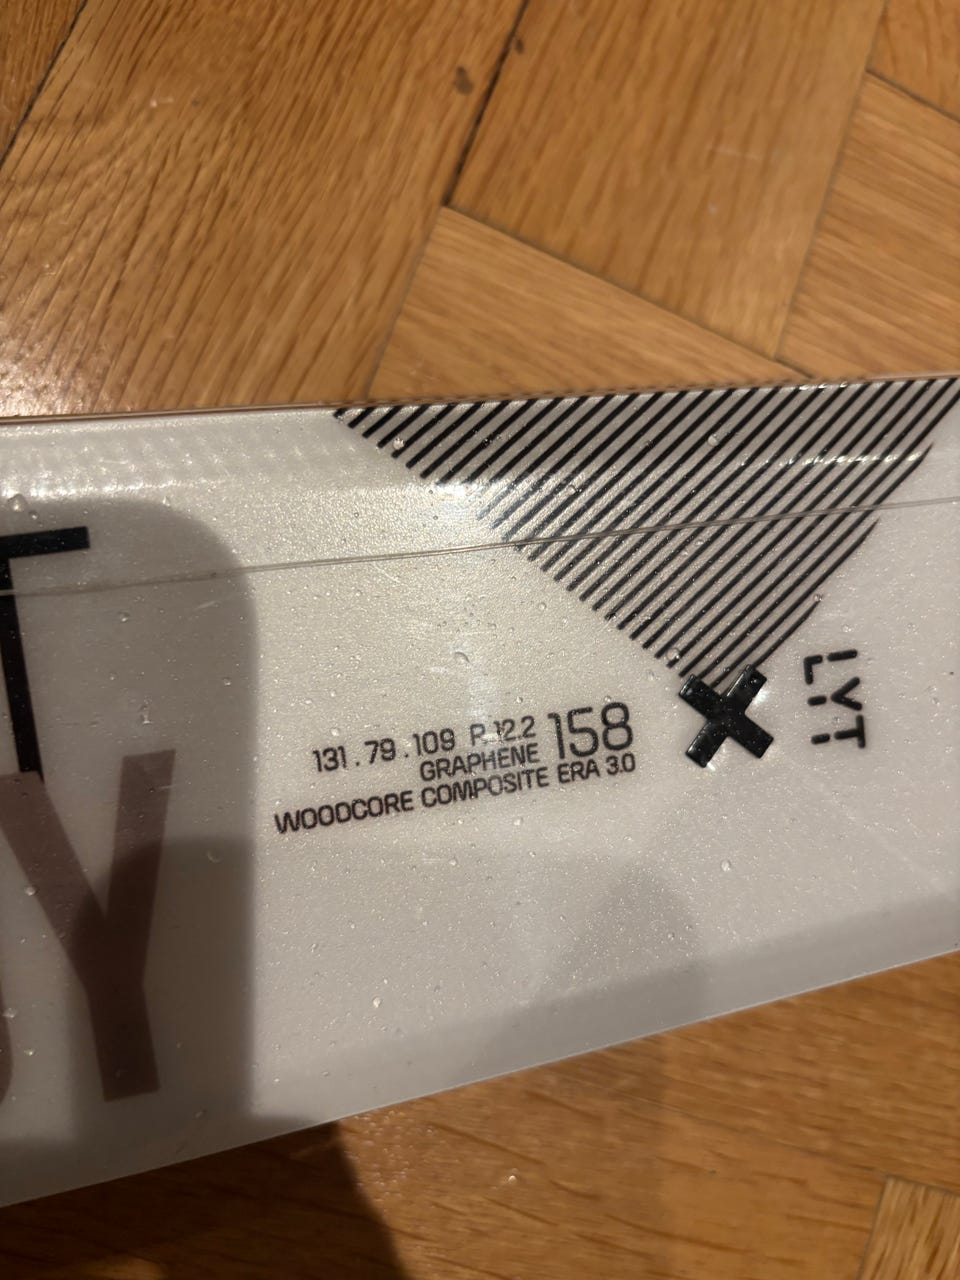 T
Y
131.79.109 R 12.2 158
GRAPHENE
WOODCORE COMPOSITE ERA 3.0
LYT